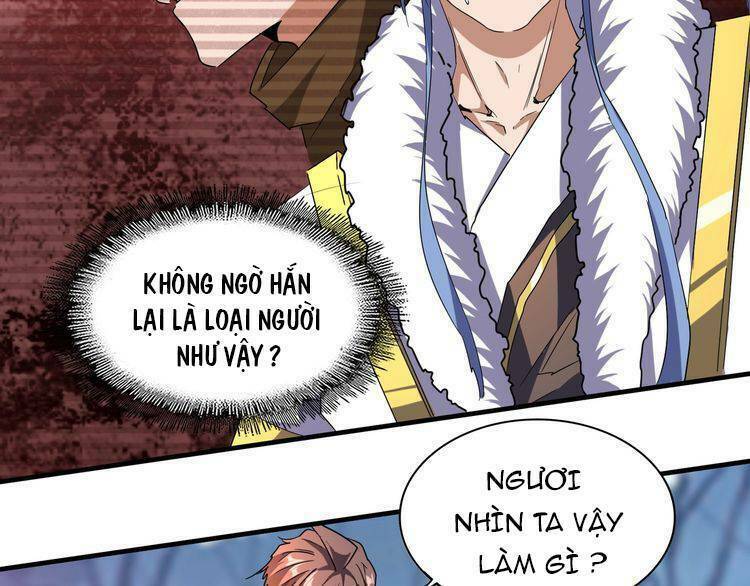 KHÔNG NGỜ HẮN
LẠI LÀ LOẠI NGƯỜI
NHƯ VẬY ?
NGƯƠI
NHÌN TA VẬY
LÀM GÌ ?